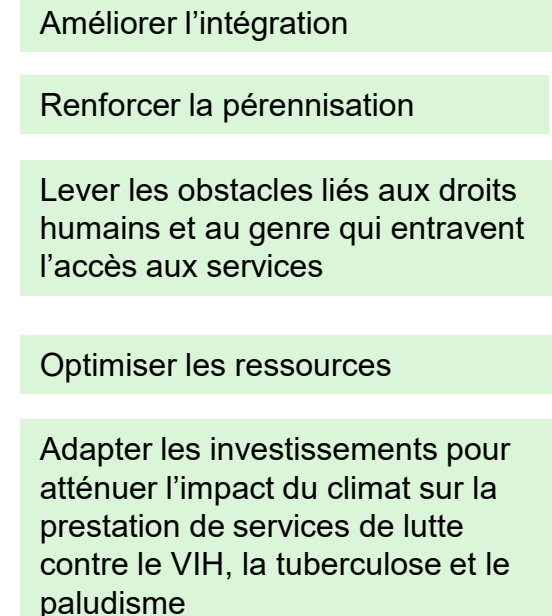 Améliorer l’intégration
Renforcer la pérennisation
Lever les obstacles liés aux droits
humains et au genre qui entravent
l’accès aux services
Optimiser les ressources
Adapter les investissements pour
atténuer l’impact du climat sur la
prestation de services de lutte
contre le VIH, la tuberculose et le
paludisme